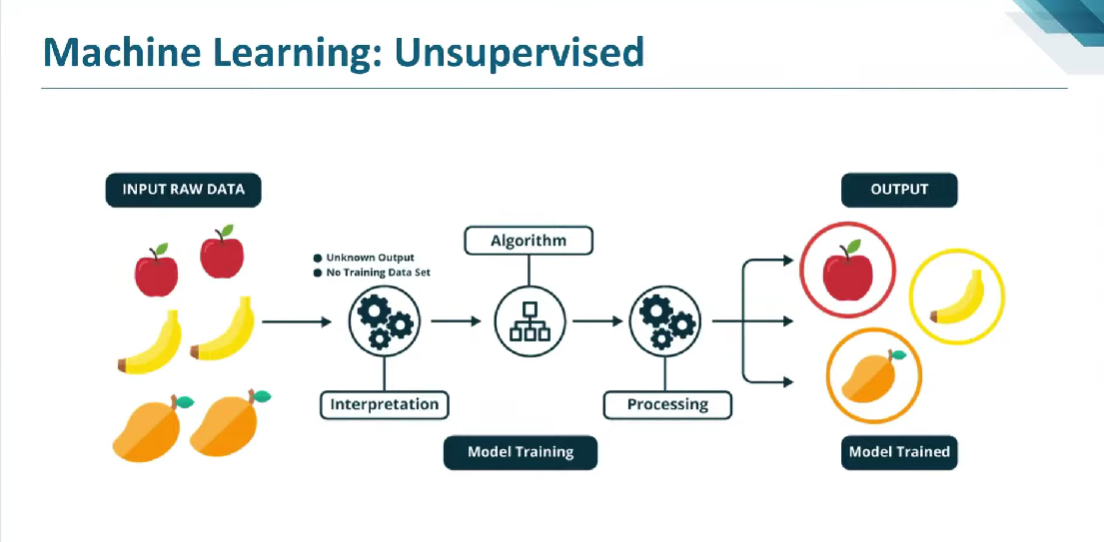 Machine Learning: Unsupervised
INPUT RAW DATA
OUTPUT
Algorithm
Unknown Output
No Training Data Set
Interpretation
Processing
Model Training
Model Trained